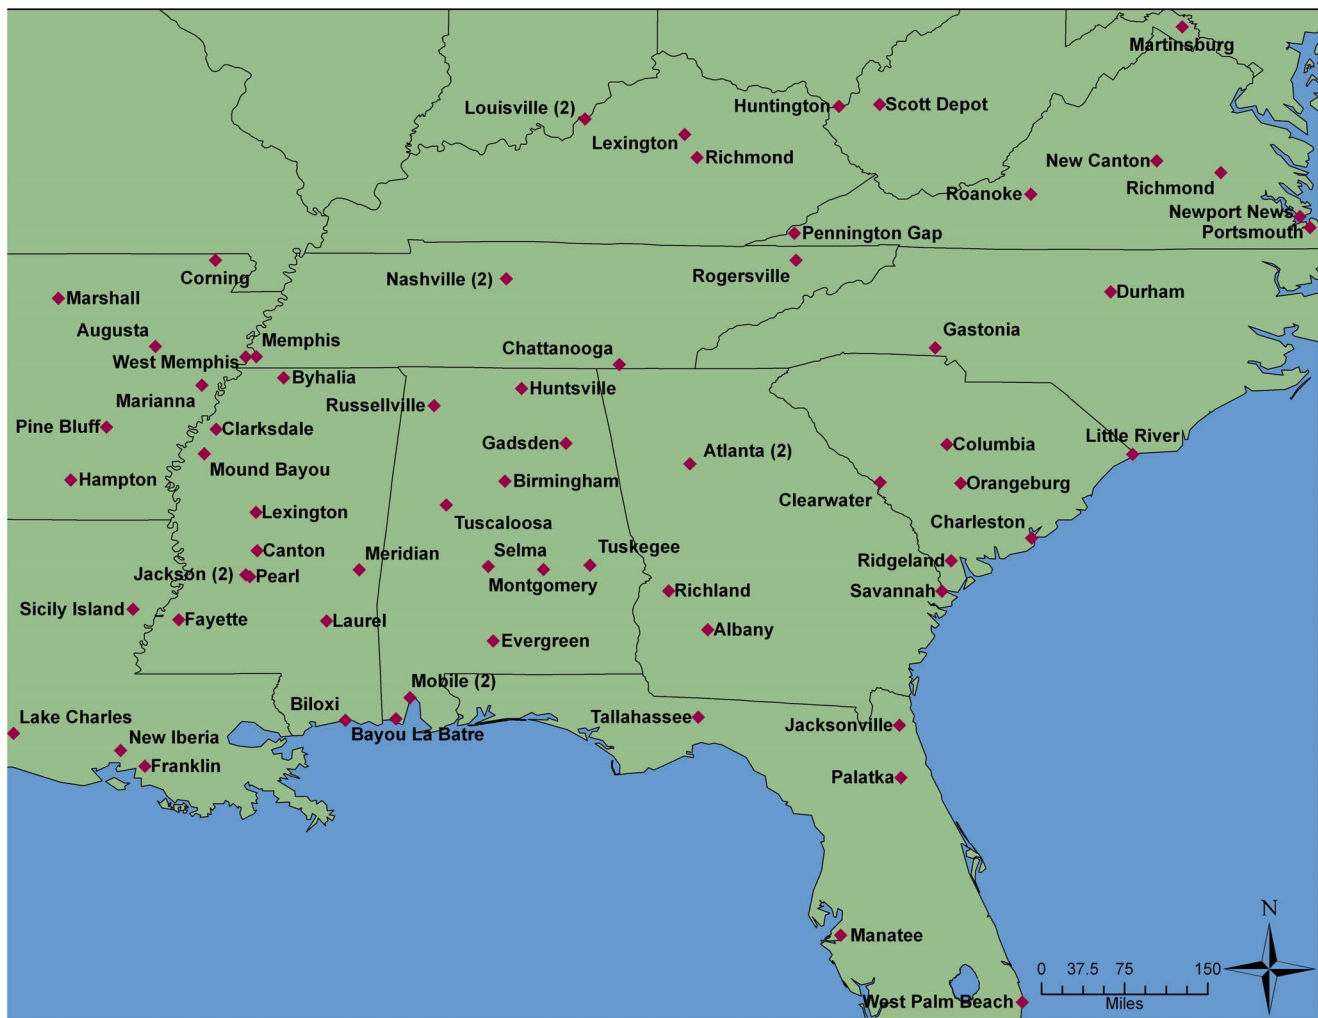 Martinsburg
Louisville (2)
Huntington
Scott Depot
Lexington
Richmond
New Canton
Richmond
Roanoke
Newport News
Portsmouth
Pennington Gap
Corning
Nashville (2)
Rogersville
Marshall
Durham
Augusta
Gastonia
West Memphis
Memphis
Chattanooga
Byhalia
Huntsville
Marianna
Russellville
Pine Bluff
Clarksdale
Gadsden
Atlanta (2)
Columbia
Little River
Mound Bayou
Hampton
Birmingham
Clearwater
Orangeburg
Lexington
Tuscaloosa
Charleston
Canton
Meridian
Selma
Tuskegee
Ridgeland
Jackson (2)
Pearl
Montgomery
Richland
Savannah
Sicily Island
Fayette
Laurel
Albany
Evergreen
Mobile (2)
Biloxi
Lake Charles
Bayou La Batre
Tallahassee
Jacksonville
New Iberia
Franklin
Palatka
Manatee
N
West Palm Beach
0 37.5 75 150
Miles